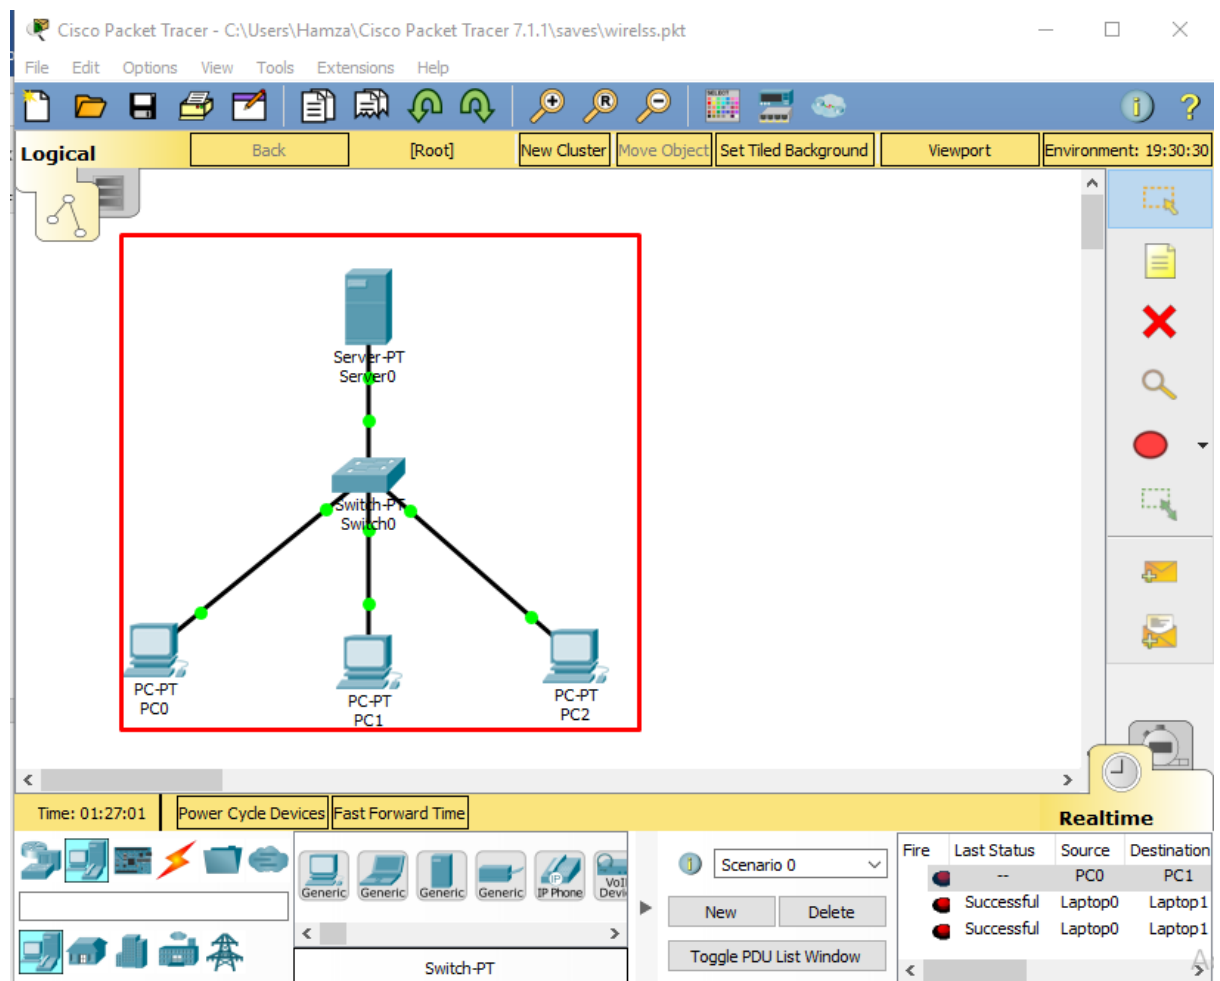 Cisco Packet Tracer - C:\Users\Hamza\Cisco Packet Tracer 7.1.1\saves\wirelss.pkt
File Edit Options View Tools Extensions Help
Logical Back [Root] New Cluster Move Object Set Tiled Background Viewport Environment: 19:30:30
Server-PT
Server0
Switch-PT
Switch0
PC-PT
PC0
PC-PT
PC1
PC-PT
PC2
Time: 01:27:01 Power Cycle Devices Fast Forward Time Realtime
Generic Generic Generic Generic IP Phone VoI
Devi
Switch-PT
Scenario 0
New Delete
Toggle PDU List Window
Fire Last Status Source Destination
-- PC0 PC1
Successful Laptop0 Laptop1
Successful Laptop0 Laptop1